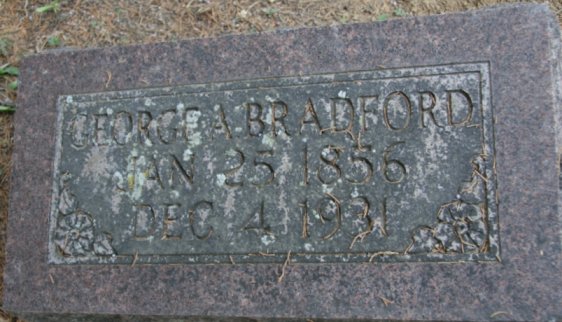 GEORGE A. BRADFORD
JAN 25 1856
DEC 4 1931